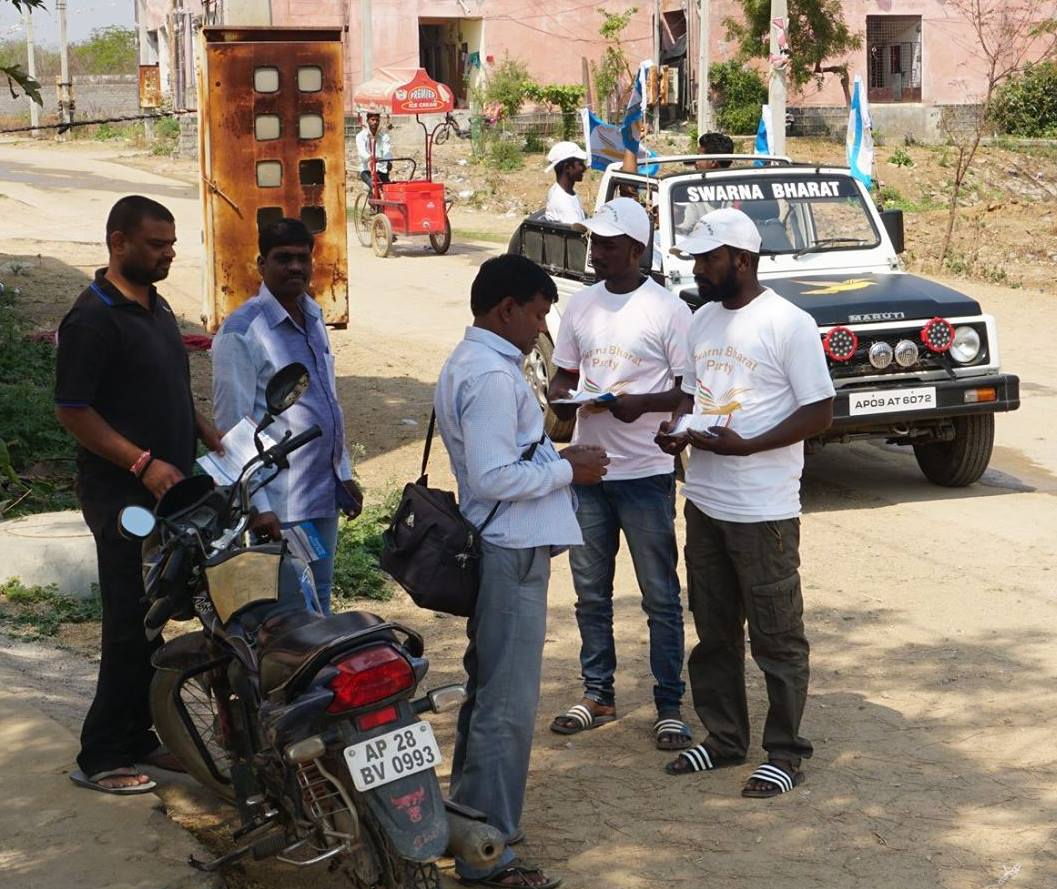 PREMIER
ICE CREAM
SWARNA BHARAT
MARUTI
AP09 AT 6072
Swarna Bharat
Party
Swarna Bharat
Party
AP 28
BV 0993